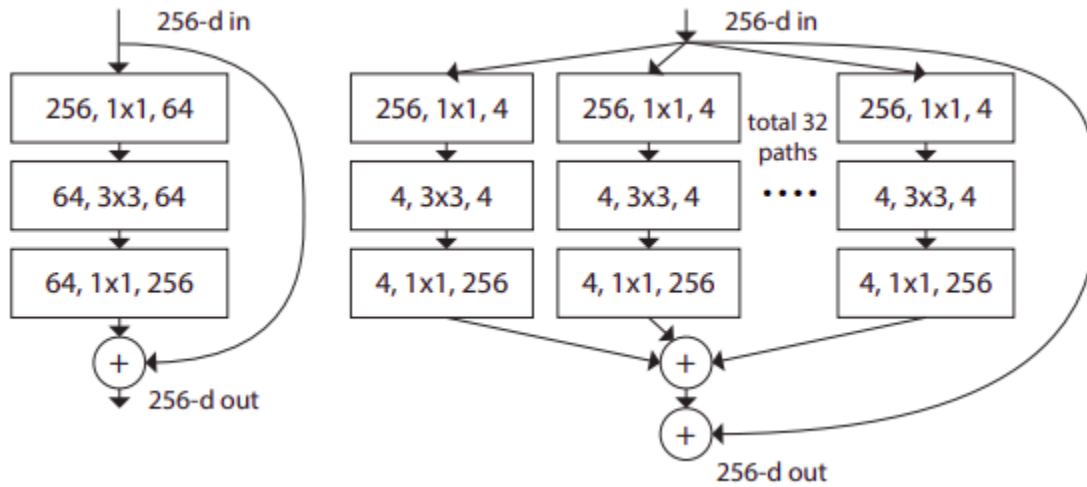 256-d in
256, 1x1, 64
64, 3x3, 64
64, 1x1, 256
+
256-d out
256-d in
256, 1x1, 4
256, 1x1, 4
total 32
paths
....
256, 1x1, 4
4, 3x3, 4
4, 3x3, 4
4, 3x3, 4
4, 1x1, 256
4, 1x1, 256
4, 1x1, 256
+
+
256-d out